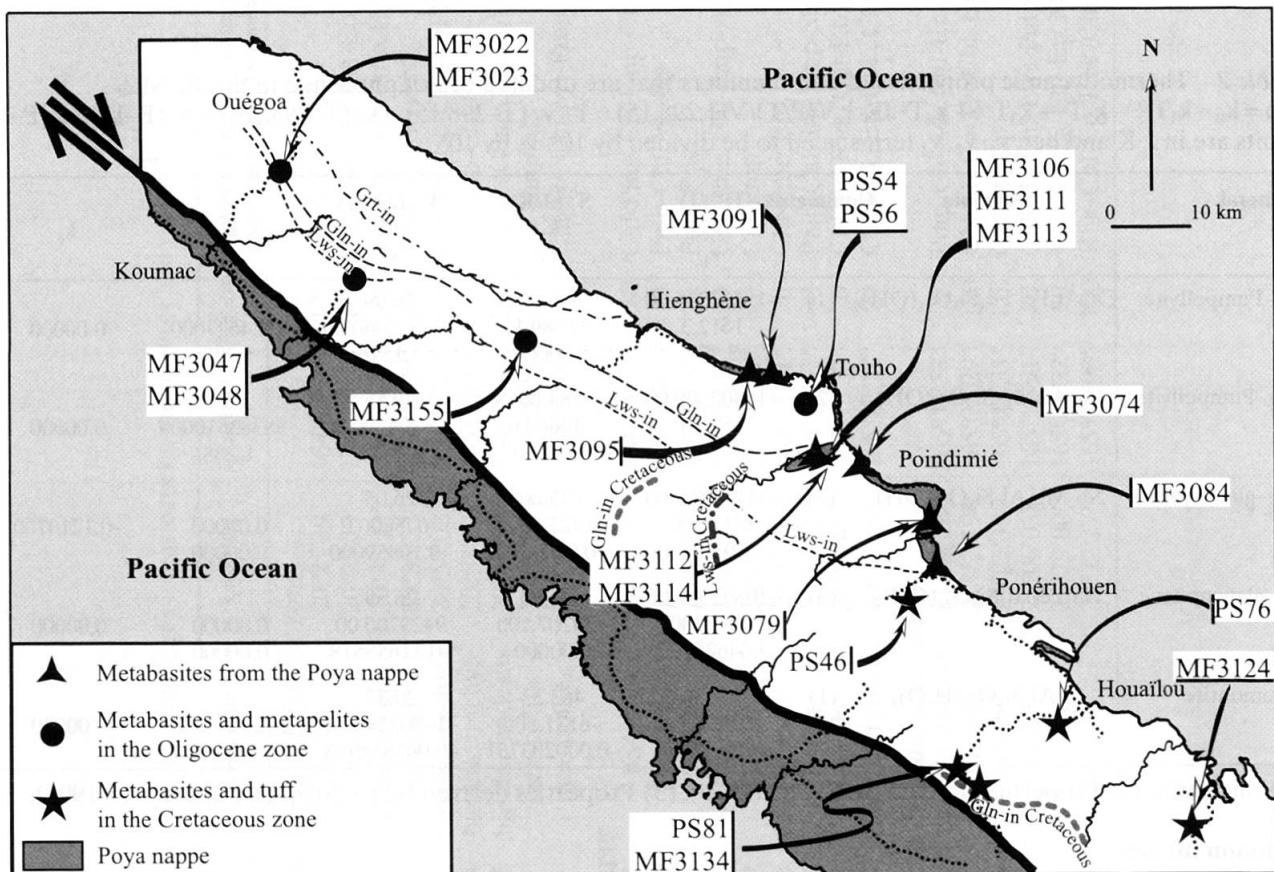 MF3022
MF3023
Pacific Ocean
N
Ouégoa
0 10 km
MF3091
PS54
PS56
MF3106
MF3111
MF3113
Grt-in
Gln-in
Lws-in
Koumac
Hienghène
Touho
MF3047
MF3048
MF3155
MF3095
Lws-in
Gln-in
MF3074
Poindimié
Gln-in Cretaceous
Lws-in Cretaceous
MF3084
MF3112
MF3114
Lws-in
Pacific Ocean
Ponérihouen
MF3079
PS46
PS76
MF3124
Houaîlou
Gln-in Cretaceous
PS81
MF3134
Metabasites from the Poya nappe
Metabasites and metapelites
in the Oligocene zone
Metabasites and tuff
in the Cretaceous zone
Poya nappe